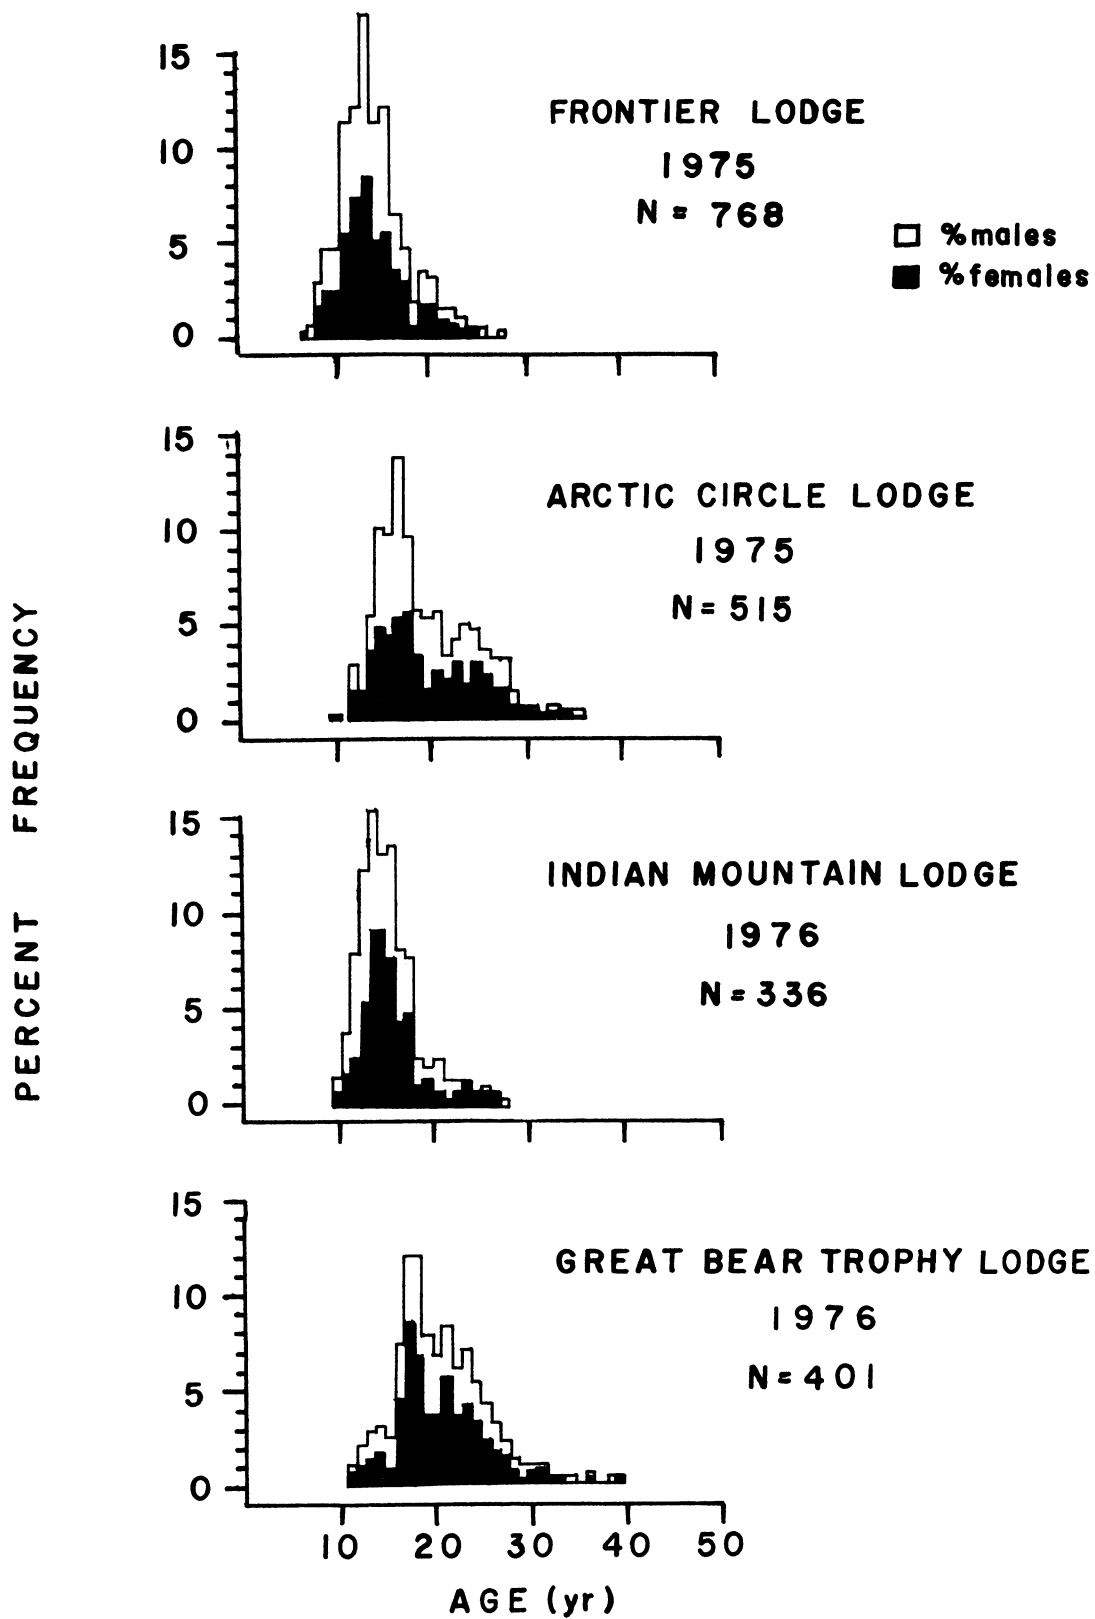 15
10
5
0
FRONTIER LODGE
1975
N = 768
%males
%females
15
10
5
0
ARCTIC CIRCLE LODGE
1975
N = 515
PERCENT FREQUENCY
15
10
5
0
INDIAN MOUNTAIN LODGE
1976
N = 336
15
10
5
0
GREAT BEAR TROPHY LODGE
1976
N = 401
10 20 30 40 50
AGE (yr)